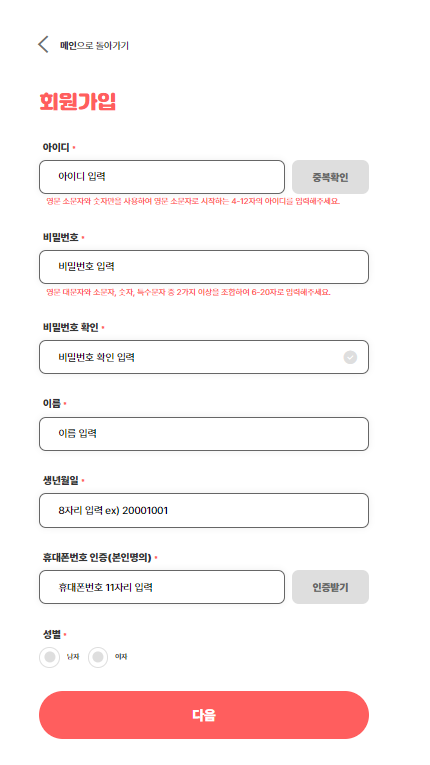 메인으로 돌아가기
회원가입
아이디 *
아이디 입력
중복확인
영문 소문자와 숫자만을 사용하여 영문 소문자로 시작하는 4-12자의 아이디를 입력해주세요.
비밀번호 *
비밀번호 입력
영문 대문자와 소문자, 숫자, 특수문자 중 2가지 이상을 조합하여 6-20자로 입력해주세요.
비밀번호 확인 *
비밀번호 확인 입력
이름 *
이름 입력
생년월일 *
8자리 입력 ex) 20001001
휴대폰번호 인증(본인명의) *
휴대폰번호 11자리 입력
인증받기
성별 *
남자 여자
다음